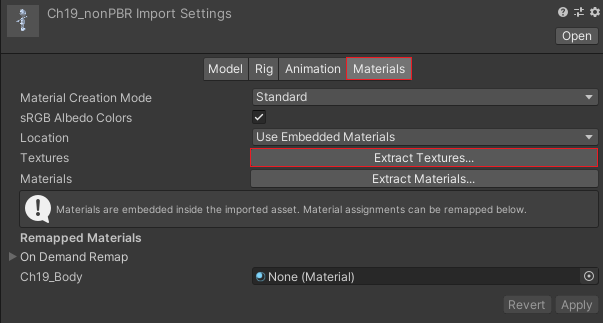 Ch19_nonPBR Import Settings
Open
Model Rig Animation Materials
Material Creation Mode Standard
sRGB Albedo Colors
Location Use Embedded Materials
Textures Extract Textures...
Materials Extract Materials...
Materials are embedded inside the imported asset. Material assignments can be remapped below.
Remapped Materials
On Demand Remap
Ch19_Body None (Material)
Revert Apply